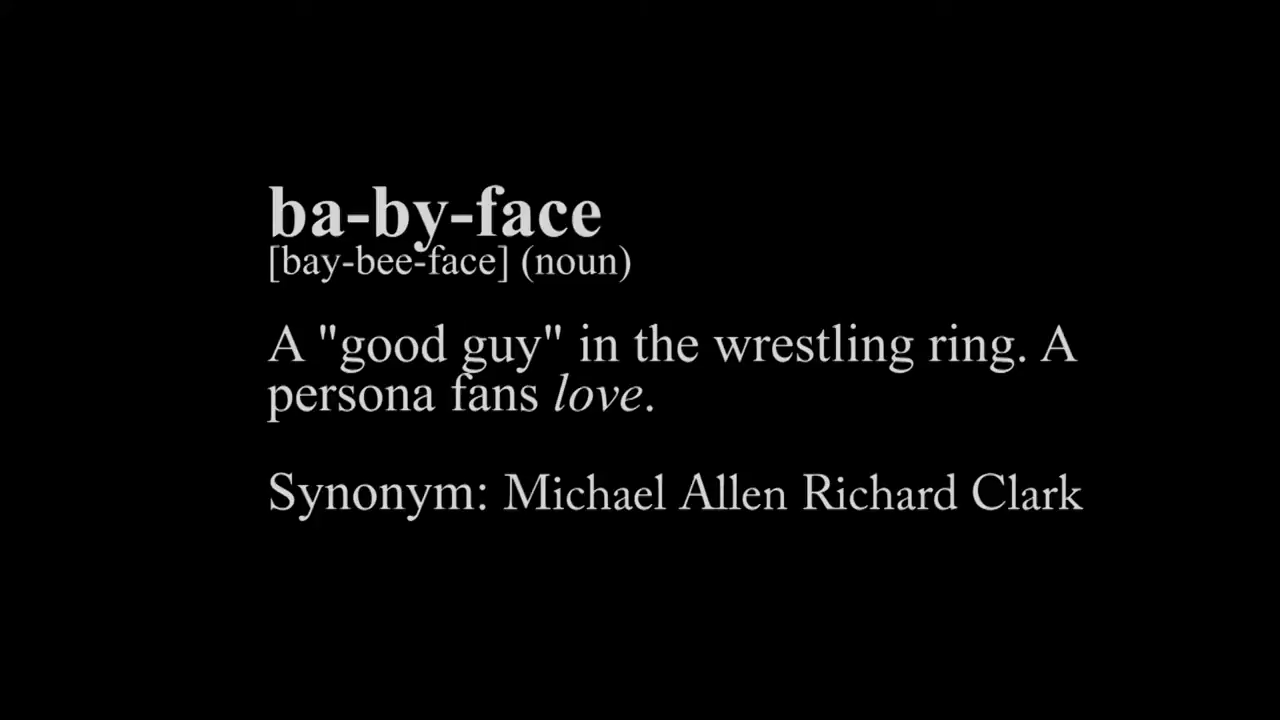 ba-by-face
[bay-bee-face] (noun)
A "good guy" in the wrestling ring. A
persona fans love.
Synonym: Michael Allen Richard Clark